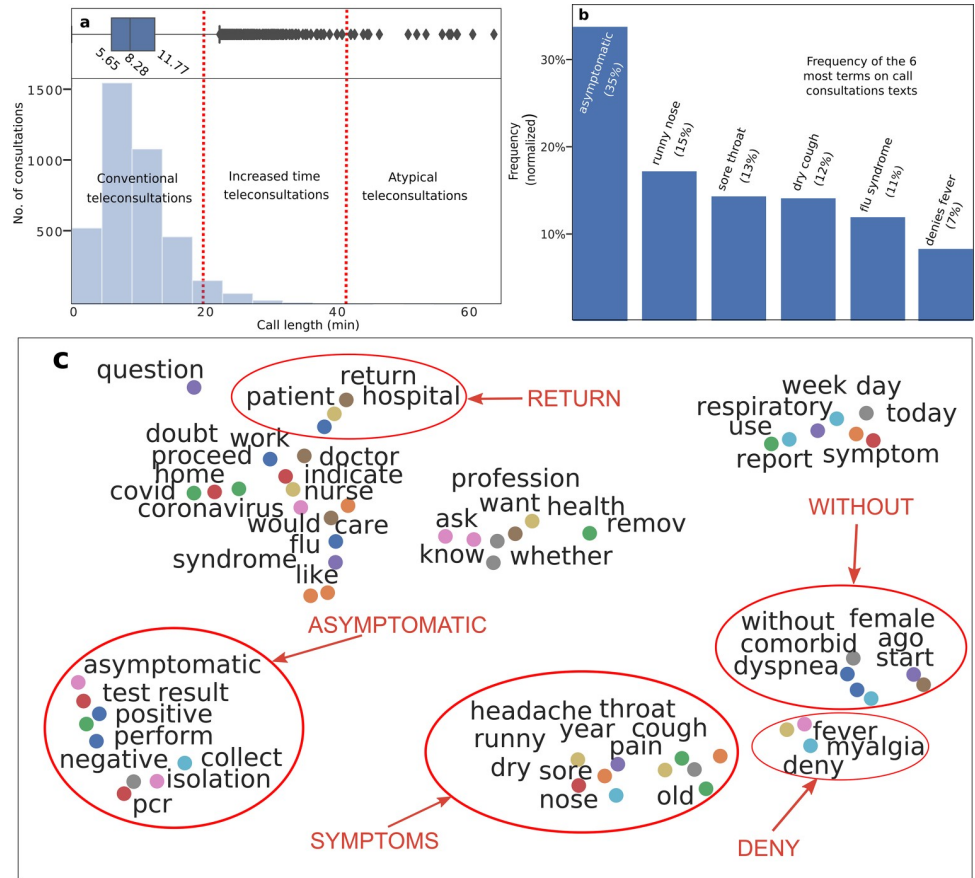 a
5.65
8.28
11.77
No. of consultations
1500
1000
500
Conventional
teleconsultations
Increased time
teleconsultations
Atypical
teleconsultations
0
20
40
60
Call length (min)
b
Frequency
(normalized)
30%
20%
10%
asymptomatic
(35%)
runny nose
(15%)
sore throat
(13%)
dry cough
(12%)
flu syndrome
(11%)
denies fever
(7%)
Frequency of the 6
most terms on call
consultations texts
c
question
return
patient hospital
RETURN
doubt work
proceed doctor
home indicate
covid nurse
coronavirus
would care
flu
syndrome
like
profession
want health
ask remov
know whether
week day
respiratory today
use
report symptom
WITHOUT
without female
comorbid ago
dyspnea start
ASYMPTOMATIC
asymptomatic
test result
positive
perform
negative collect
isolation
pcr
headache throat
runny year cough
pain
dry sore
nose old
SYMPTOMS
fever
myalgia
deny
DENY